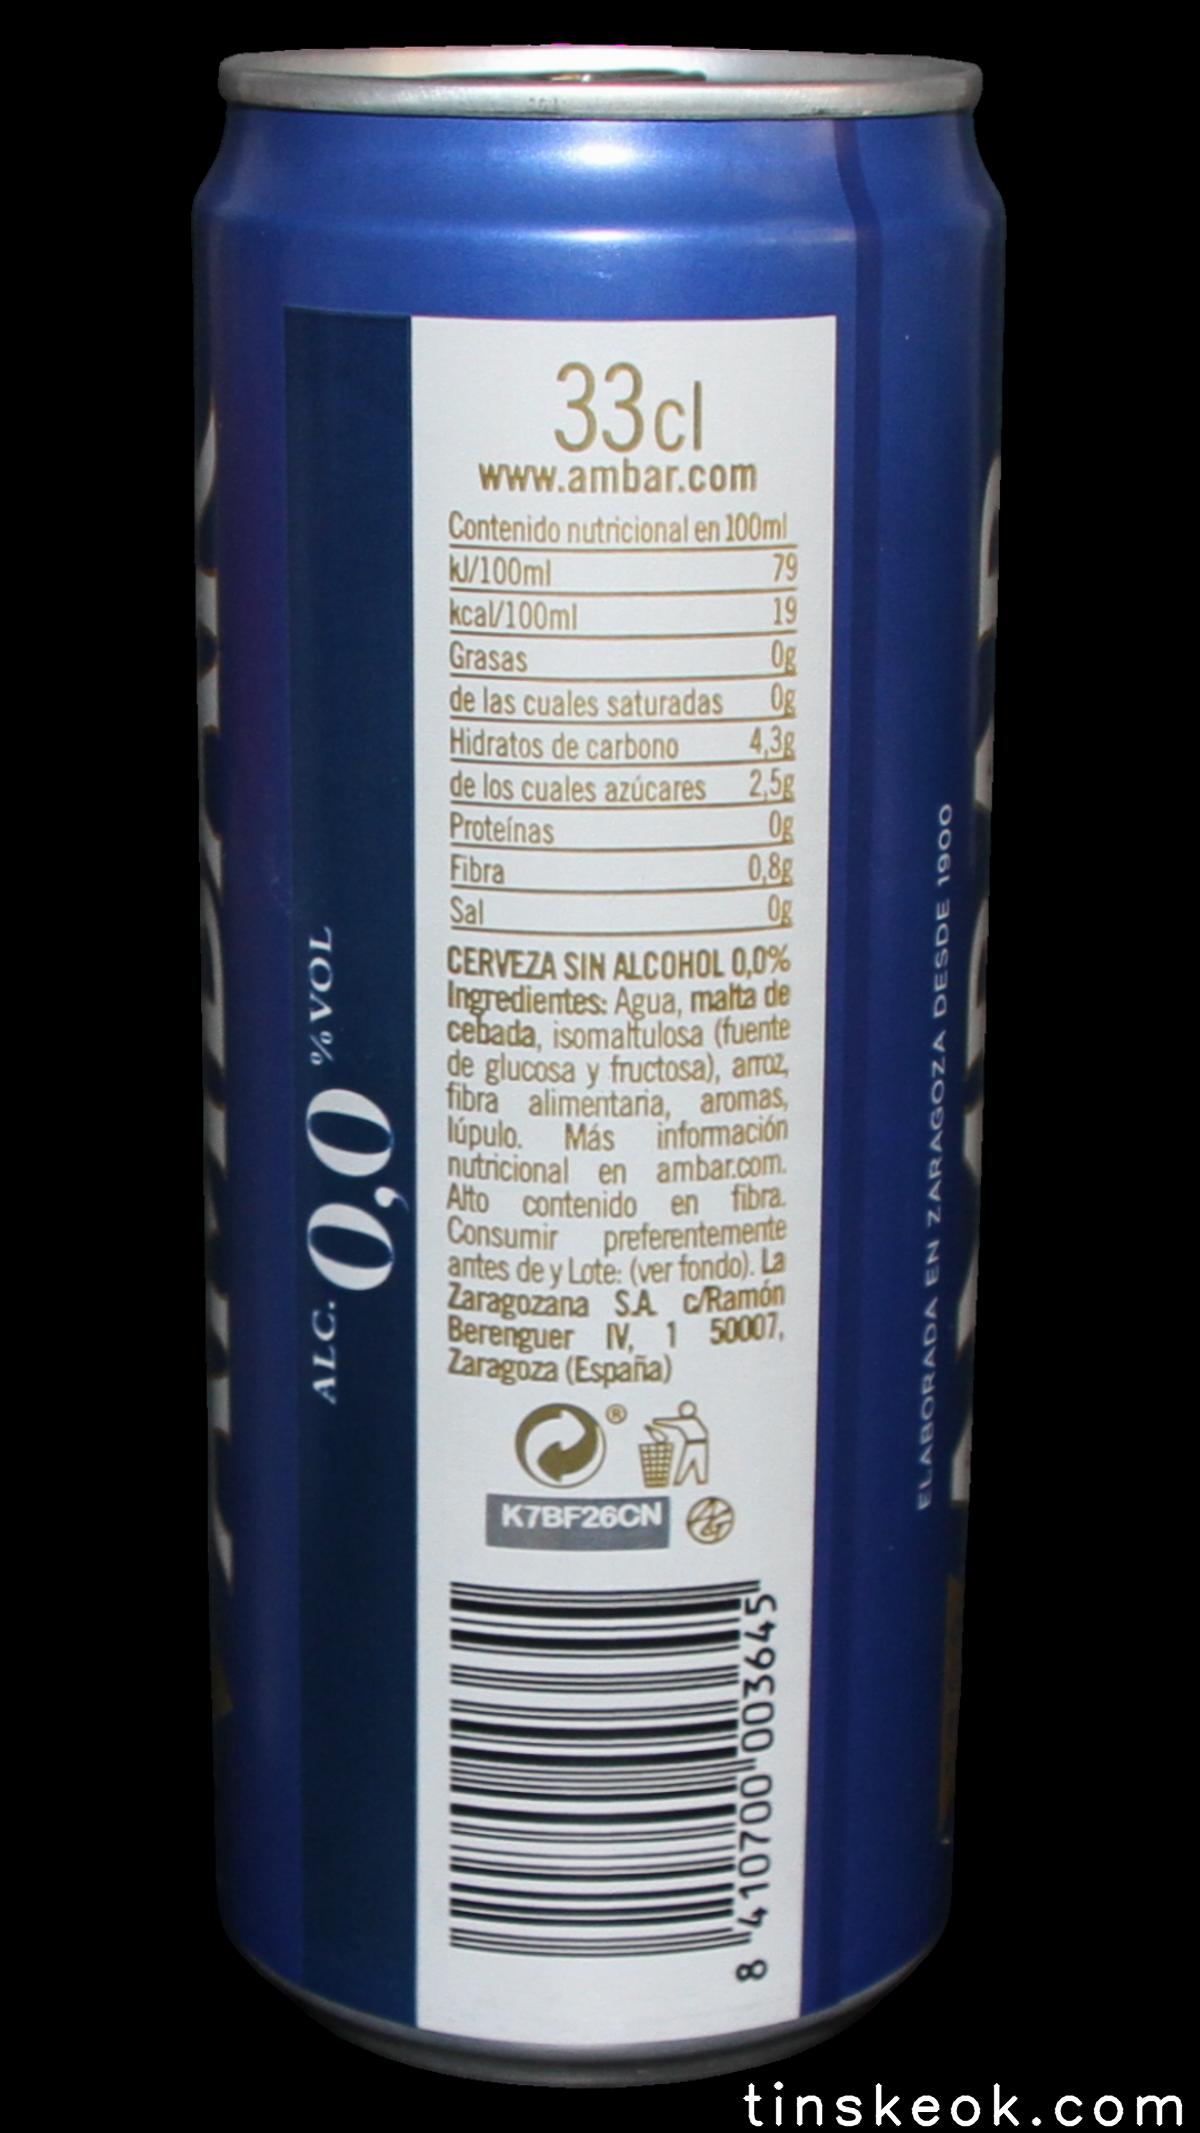 33cl
www.ambar.com
Contenido nutricional en 100ml
kJ/100ml 79
kcal/100ml 19
Grasas 0g
de las cuales saturadas 0g
Hidratos de carbono 4,3g
de los cuales azúcares 2,5g
Proteínas 0g
Fibra 0,8g
Sal 0g
CERVEZA SIN ALCOHOL 0,0%
Ingredientes: Agua, malta de
cebada, isomaltulosa (fuente
de glucosa y fructosa), arroz,
fibra alimentaria, aromas,
lúpulo. Más información
nutricional en ambar.com.
Alto contenido en fibra.
Consumir preferentemente
antes de y Lote: (ver fondo). La
Zaragozana S.A. c/Ramón
Berenguer IV, 1 50007,
Zaragoza (España)
®
K7BF26CN
8 410700 003645
ALC. 0,0 % VOL
ELABORADA EN ZARAGOZA DESDE 1900
tinskeok.com